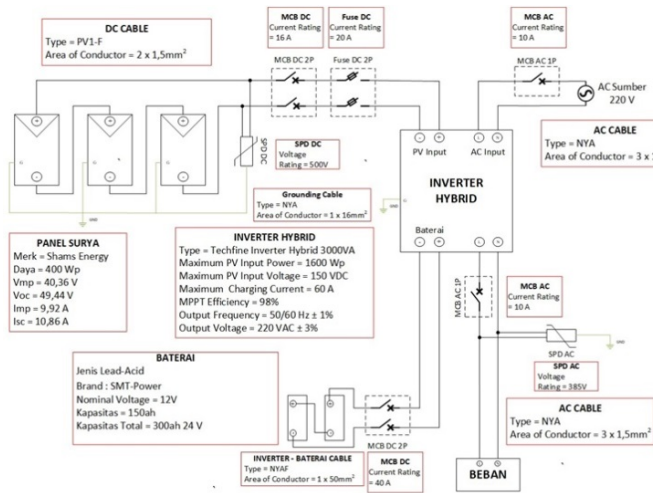 DC CABLE
Type = PV1-F
Area of Conductor = 2 x 1,5mm²
MCB DC
Current Rating
= 16 A
Fuse DC
Current Rating
= 20 A
MCB DC 2P
Fuse DC 2P
MCB AC
Current Rating
= 10 A
MCB AC 1P
AC Sumber
220 V
SPD DC
SPD DC
Voltage
Rating = 500V
PV Input
AC Input
INVERTER
HYBRID
Baterai
AC CABLE
Type = NYA
Area of Conductor = 3 x 1
Grounding Cable
Type = NYA
Area of Conductor = 1 x 16mm²
GND
GND
PANEL SURYA
Merk = Shams Energy
Daya = 400 Wp
Vmp = 40,36 V
Voc = 49,44 V
Imp = 9,92 A
Isc = 10,86 A
INVERTER HYBRID
Type = Techfine Inverter Hybrid 3000VA
Maximum PV Input Power = 1600 Wp
Maximum PV Input Voltage = 150 VDC
Maximum Charging Current = 60 A
MPPT Efficiency = 98%
Output Frequency = 50/60 Hz ± 1%
Output Voltage = 220 VAC ± 3%
MCB AC 1P
MCB AC
Current Rating
= 10 A
GND
SPD AC
SPD AC
Voltage
Rating = 385V
BATERAI
Jenis Lead-Acid
Brand : SMT-Power
Nominal Voltage = 12V
Kapasitas = 150ah
Kapasitas Total = 300ah 24 V
AC CABLE
Type = NYA
Area of Conductor = 3 x 1,5mm²
MCB DC 2P
INVERTER - BATERAI CABLE
Type = NYAF
Area of Conductor = 1 x 50mm²
MCB DC
Current Rating
= 40 A
BEBAN